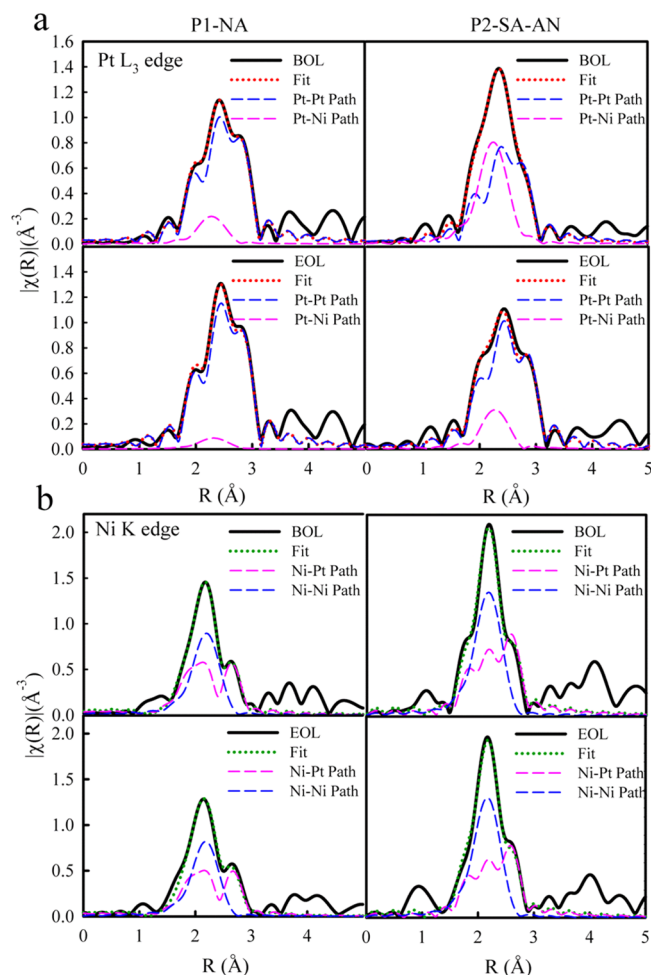 P1-NA P2-SA-AN
a
Pt L3 edge
1.6
1.4
1.2
1.0
0.8
0.6
0.4
0.2
0.0
BOL
Fit
Pt-Pt Path
Pt-Ni Path
BOL
Fit
Pt-Pt Path
Pt-Ni Path
|χ(R)|(Å-3)
1.4
1.2
1.0
0.8
0.6
0.4
0.2
0.0
EOL
Fit
Pt-Pt Path
Pt-Ni Path
EOL
Fit
Pt-Pt Path
Pt-Ni Path
0 1 2 3 4 0 1 2 3 4 5
R (Å) R (Å)
b
Ni K edge
2.0
1.5
1.0
0.5
0.0
BOL
Fit
Ni-Pt Path
Ni-Ni Path
BOL
Fit
Ni-Pt Path
Ni-Ni Path
|χ(R)|(Å-3)
2.0
1.5
1.0
0.5
0.0
EOL
Fit
Ni-Pt Path
Ni-Ni Path
EOL
Fit
Ni-Pt Path
Ni-Ni Path
0 1 2 3 4 0 1 2 3 4 5
R (Å) R (Å)